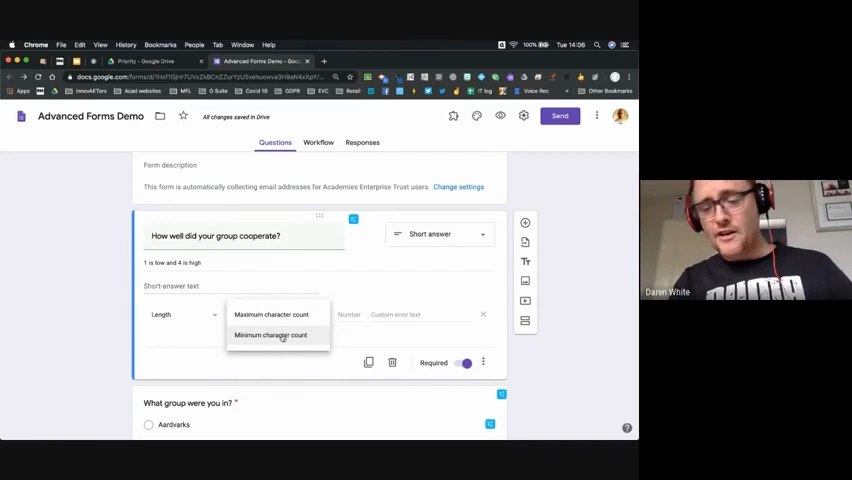 Chrome File Edit View History Bookmarks People Tab Window Help 100% Tue 14:06
Priority - Google Drive
Advanced Forms Demo - Goo
Apps InnovAETors Acad websites MFL G Suite Covid 19 GDPR EVC Retail IT log Voice Rec Other Bookmarks
Advanced Forms Demo
All changes saved in Drive
Send
Questions Workflow Responses
Form description
This form is automatically collecting email addresses for Academies Enterprise Trust users. Change settings
How well did your group cooperate?
Short answer
1 is low and 4 is high
Short-answer text
Length
Maximum character count
Minimum character count
Number
Custom error text
Required
What group were you in? *
Aardvarks
Daren White
PUMA